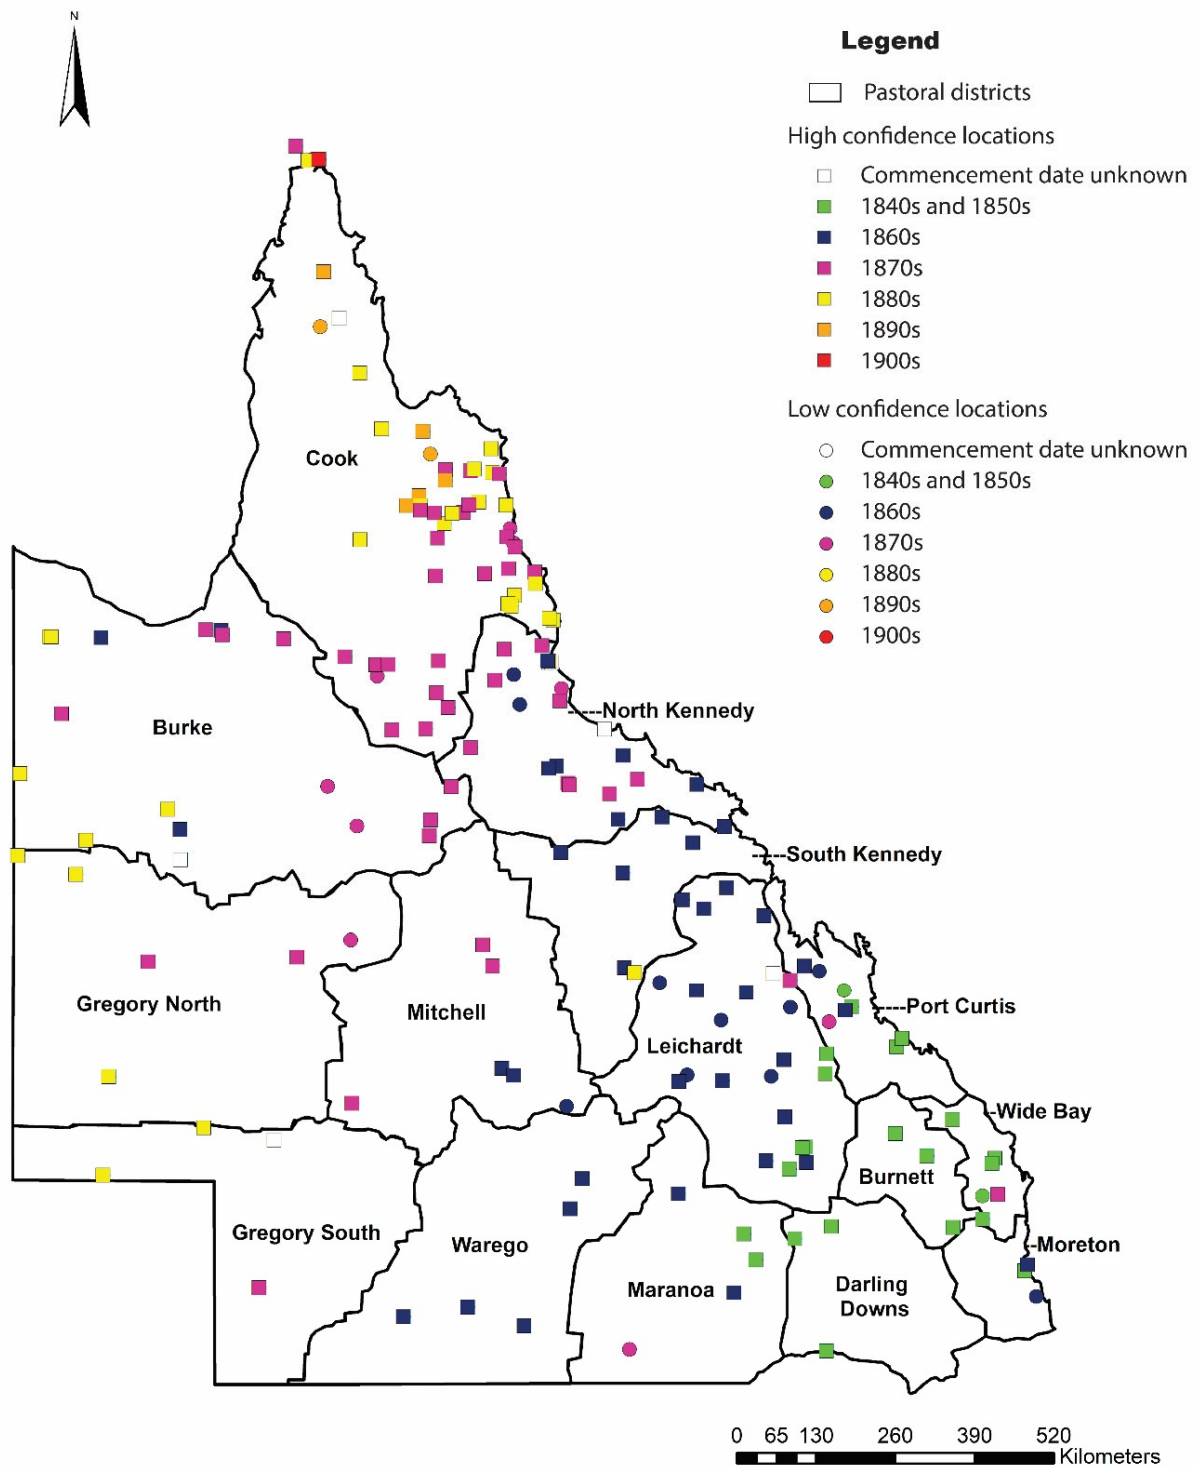 N
Legend
Pastoral districts
High confidence locations
Commencement date unknown
1840s and 1850s
1860s
1870s
1880s
1890s
1900s
Low confidence locations
Commencement date unknown
1840s and 1850s
1860s
1870s
1880s
1890s
1900s
Cook
Burke
North Kennedy
South Kennedy
Gregory North
Mitchell
Port Curtis
Leichardt
Wide Bay
Burnett
Gregory South
Warego
Moreton
Maranoa
Darling
Downs
0 65 130 260 390 520
Kilometers